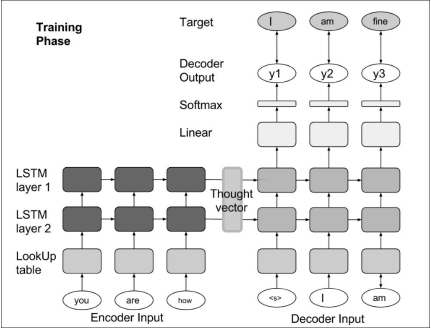 Training
Phase
Target
I
am
fine
Decoder
Output
y1
y2
y3
Softmax
Linear
LSTM
layer 1
Thought
vector
LSTM
layer 2
LookUp
table
you
are
how
<s>
I
am
Encoder Input
Decoder Input